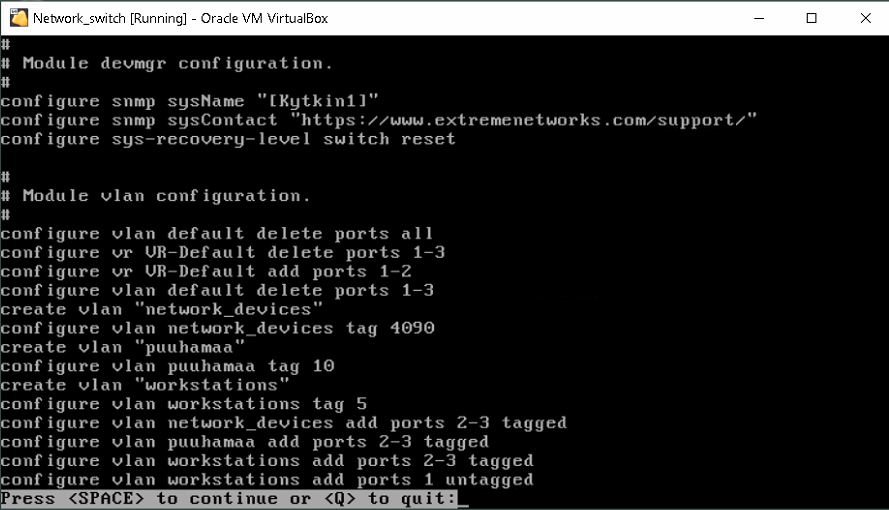 Network_switch [Running] - Oracle VM VirtualBox
#
# Module devmgr configuration.
#
configure snmp sysName "[Kytkin1]"
configure snmp sysContact "https://www.extremenetworks.com/support/"
configure sys-recovery-level switch reset
#
# Module vlan configuration.
#
configure vlan default delete ports all
configure vr VR-Default delete ports 1-3
configure vr VR-Default add ports 1-2
configure vlan default delete ports 1-3
create vlan "network_devices"
configure vlan network_devices tag 4090
create vlan "puuhamaa"
configure vlan puuhamaa tag 10
create vlan "workstations"
configure vlan workstations tag 5
configure vlan network_devices add ports 2-3 tagged
configure vlan puuhamaa add ports 2-3 tagged
configure vlan workstations add ports 2-3 tagged
configure vlan workstations add ports 1 untagged
Press <SPACE> to continue or <Q> to quit:_